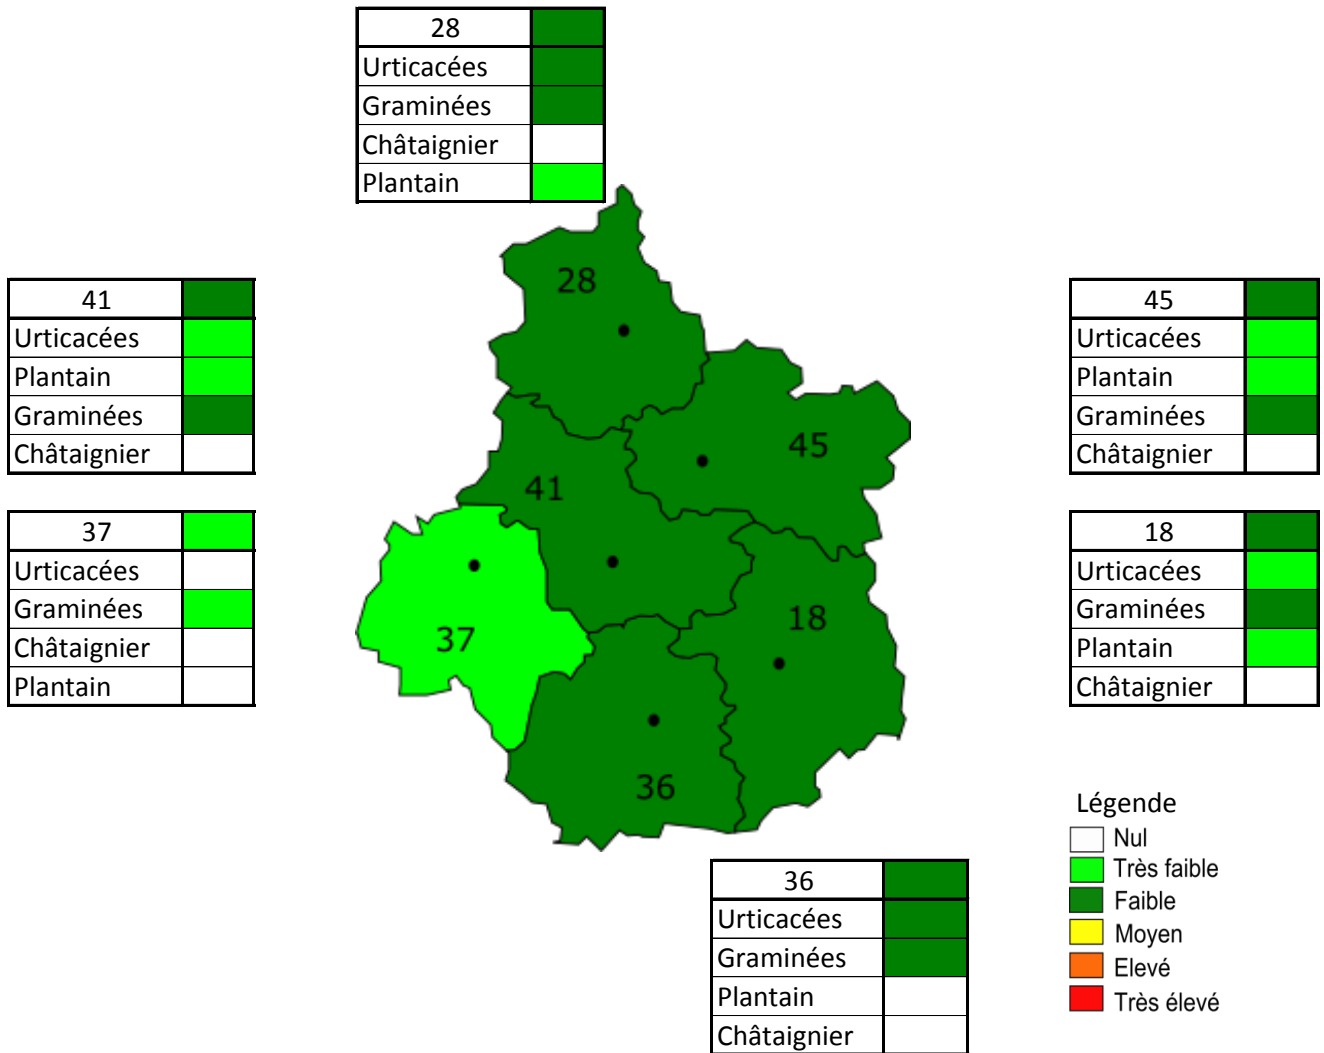 28
Urticacées
Graminées
Châtaignier
Plantain
28
41
Urticacées
Plantain
Graminées
Châtaignier
45
Urticacées
Plantain
Graminées
Châtaignier
45
41
37
Urticacées
Graminées
Châtaignier
Plantain
18
Urticacées
Graminées
Plantain
Châtaignier
18
37
36
Légende
Nul
Très faible
Faible
Moyen
Elevé
Très élevé
36
Urticacées
Graminées
Plantain
Châtaignier